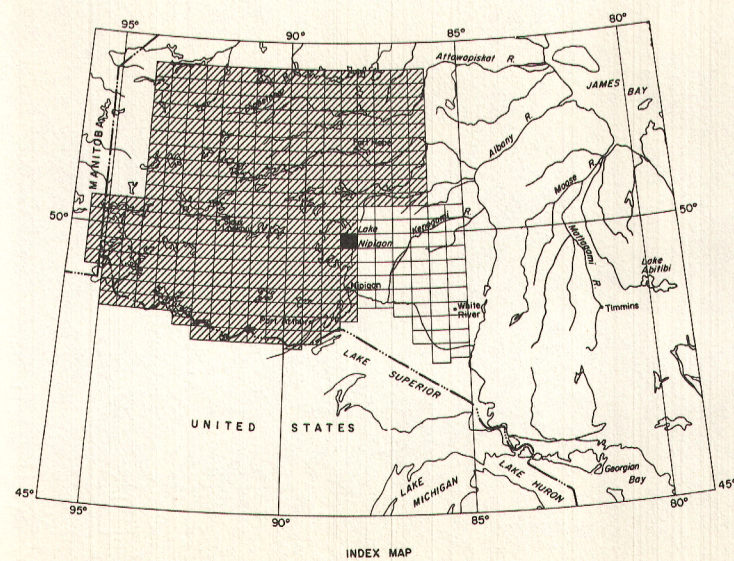 95°
90°
85°
80°
Attawapiskat R.
JAMES BAY
MANITOBA
Albany R.
Moose R.
50°
50°
Lake
Nipigon
Kenogami R.
Mattagami R.
Lake
Abitibi
Nipigon
White
River
Timmins
Port Arthur
LAKE SUPERIOR
UNITED STATES
LAKE
MICHIGAN
LAKE HURON
Georgian
Bay
45°
45°
95°
90°
85°
80°
INDEX MAP